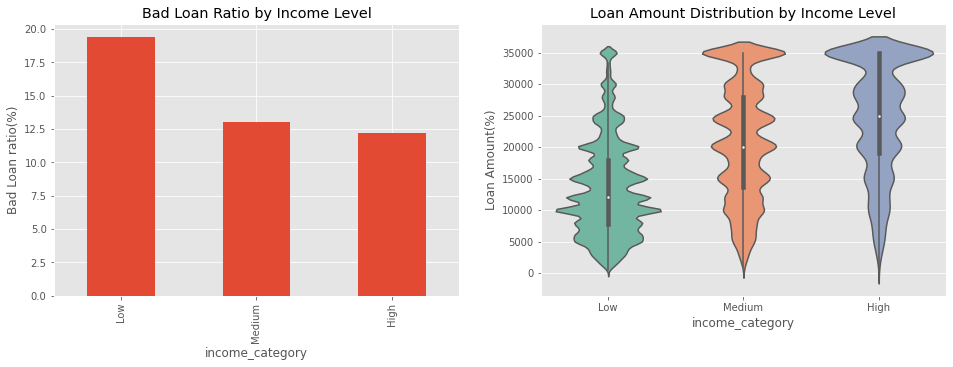 Bad Loan Ratio by Income Level
Bad Loan ratio(%)
20.0
17.5
15.0
12.5
10.0
7.5
5.0
2.5
0.0
Low
Medium
High
income_category
Loan Amount Distribution by Income Level
Loan Amount(%)
35000
30000
25000
20000
15000
10000
5000
0
Low
Medium
High
income_category